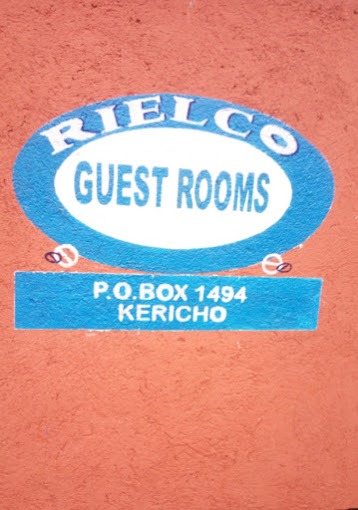 RIELCO
GUEST ROOMS
P.O.BOX 1494
KERICHO